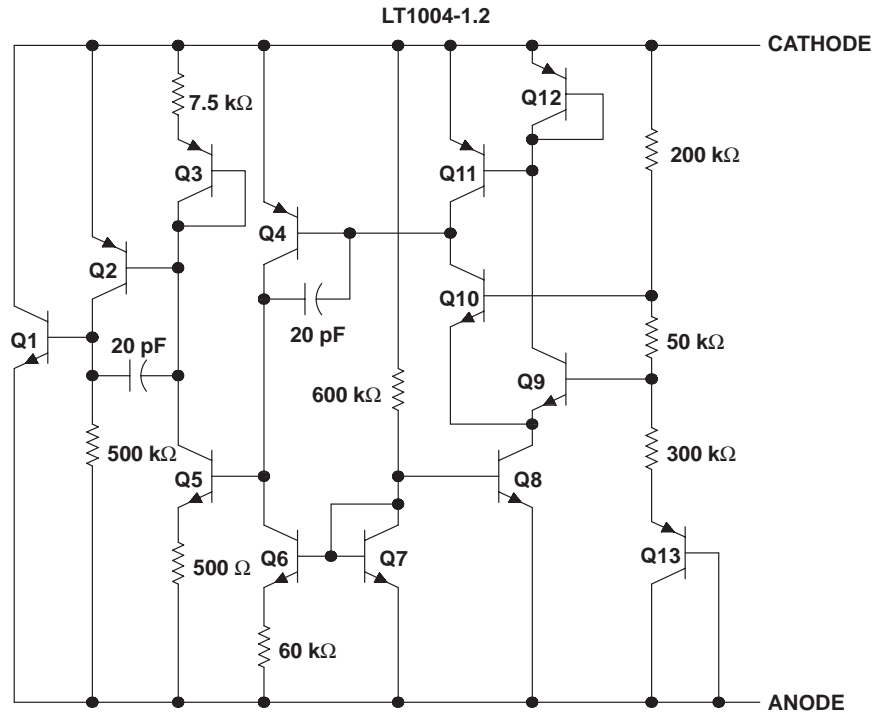 LT1004-1.2
CATHODE
7.5 kΩ
Q12
Q3
Q11
200 kΩ
Q4
Q2
Q10
Q1
20 pF
20 pF
50 kΩ
Q9
600 kΩ
500 kΩ
Q5
Q8
300 kΩ
Q6
Q7
Q13
500 Ω
60 kΩ
ANODE